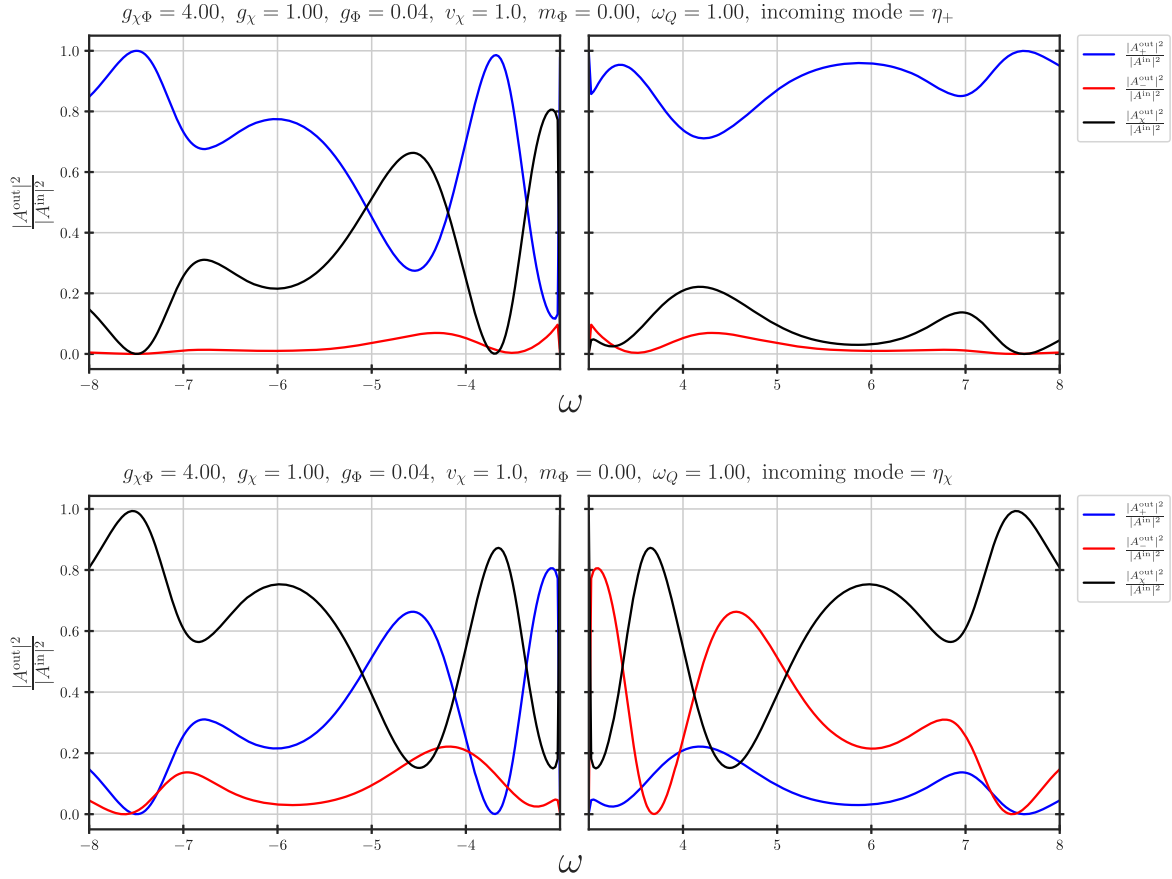 g_{χΦ} = 4.00, g_χ = 1.00, g_Φ = 0.04, v_χ = 1.0, m_Φ = 0.00, ω_Q = 1.00, incoming mode = η_+
|A^{out}|^2 / |A^{in}|^2
1.0
0.8
0.6
0.4
0.2
0.0
−8 −7 −6 −5 −4
4 5 6 7 8
ω
|A_+^{out}|^2 / |A^{in}|^2
|A_−^{out}|^2 / |A^{in}|^2
|A_χ^{out}|^2 / |A^{in}|^2
g_{χΦ} = 4.00, g_χ = 1.00, g_Φ = 0.04, v_χ = 1.0, m_Φ = 0.00, ω_Q = 1.00, incoming mode = η_χ
|A^{out}|^2 / |A^{in}|^2
1.0
0.8
0.6
0.4
0.2
0.0
−8 −7 −6 −5 −4
4 5 6 7 8
ω
|A_+^{out}|^2 / |A^{in}|^2
|A_−^{out}|^2 / |A^{in}|^2
|A_χ^{out}|^2 / |A^{in}|^2